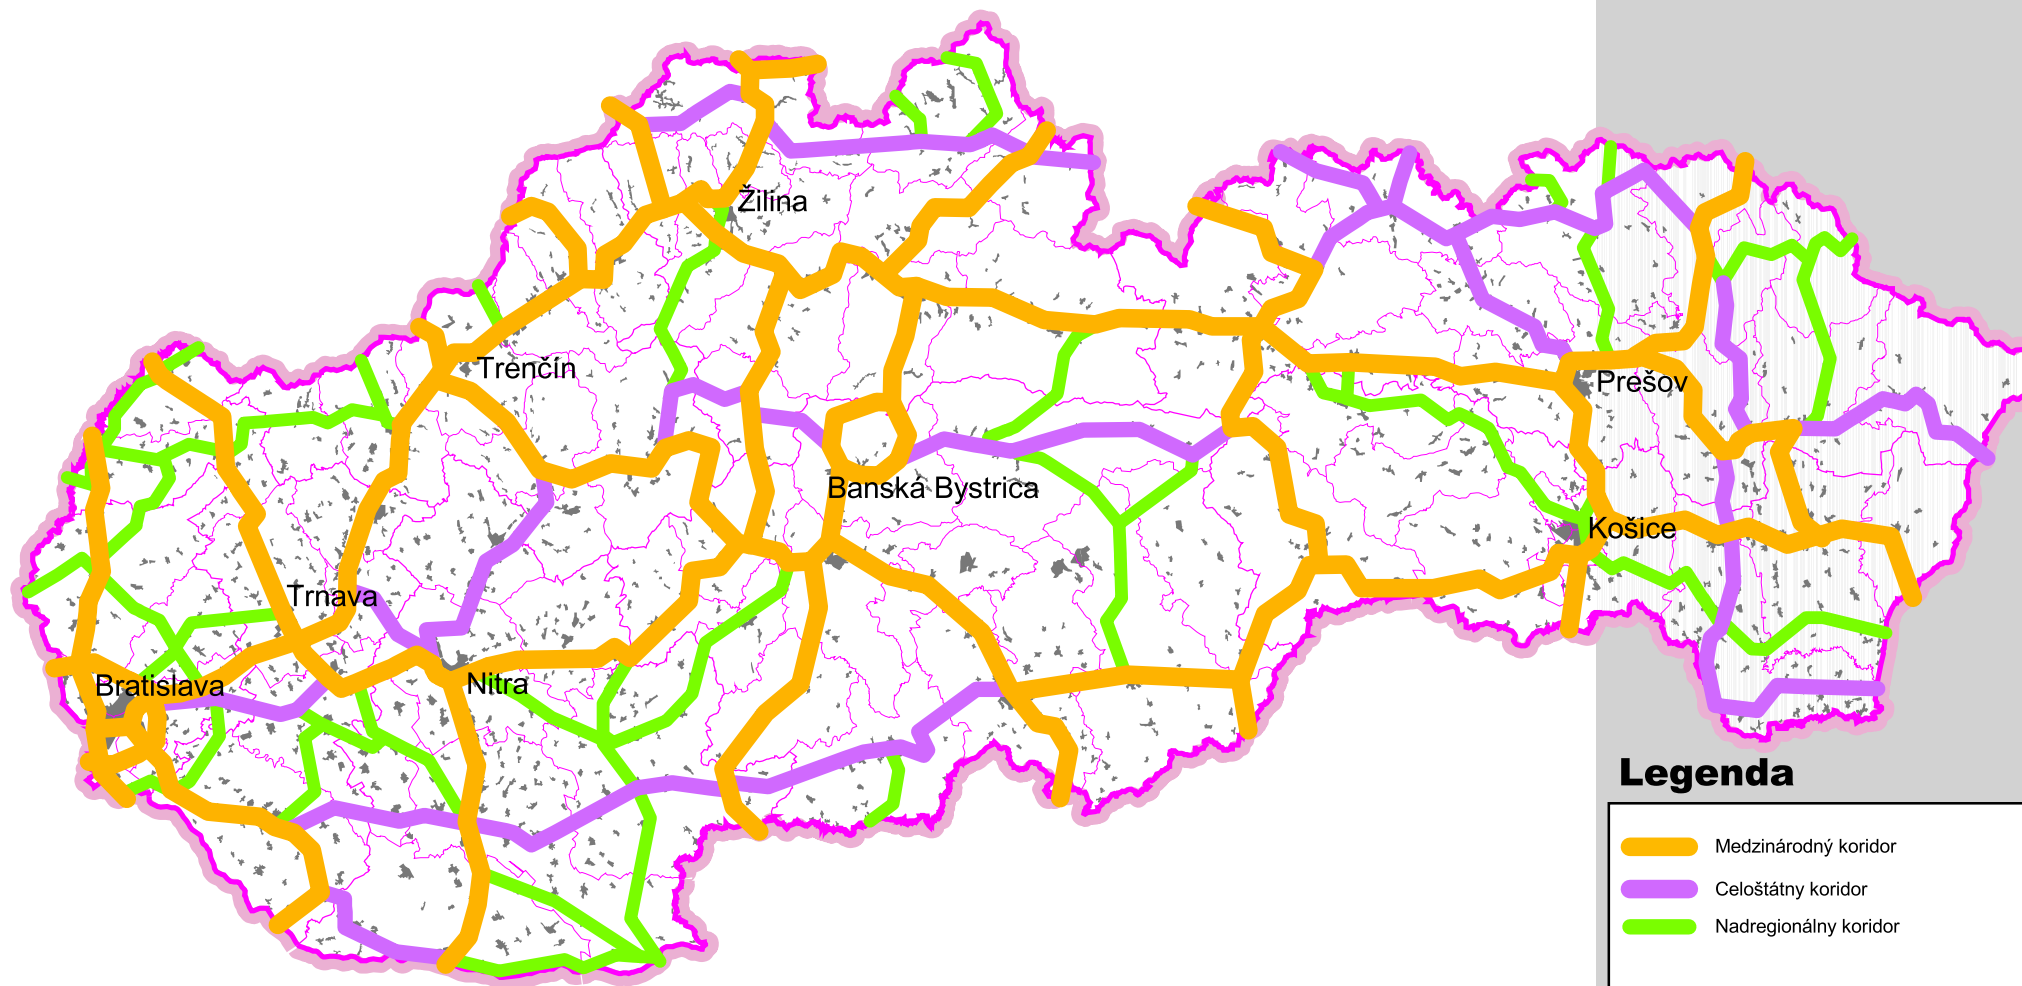 Žilina
Trenčín
Prešov
Banská Bystrica
Košice
Trnava
Bratislava
Nitra
Legenda
Medzinárodný koridor
Celoštátny koridor
Nadregionálny koridor